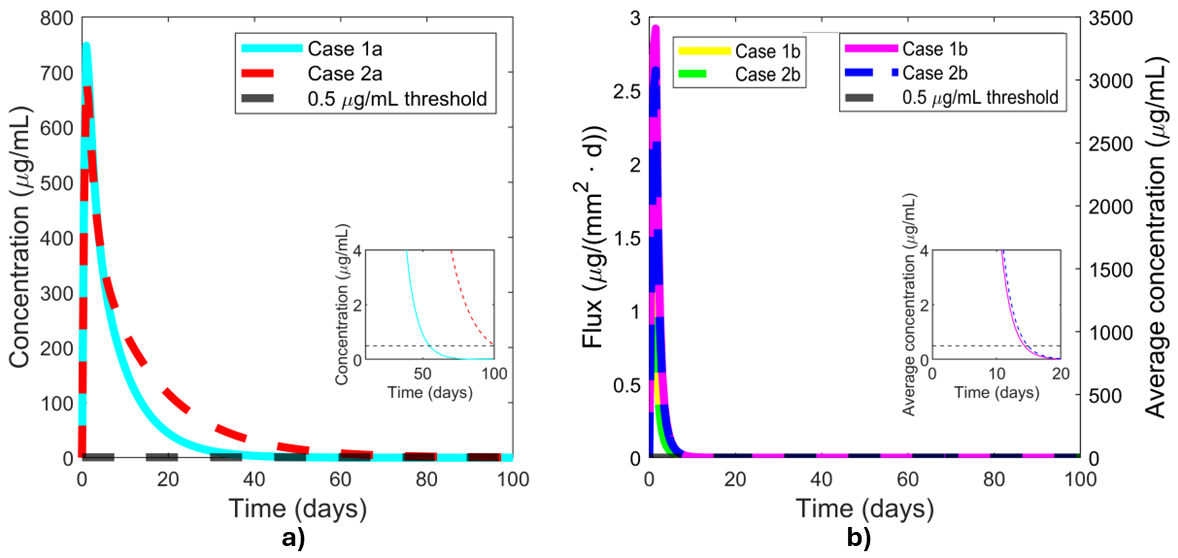 800
700
600
500
400
300
200
100
0
Concentration (μg/mL)
0 20 40 60 80 100
Time (days)
Case 1a
Case 2a
0.5 μg/mL threshold
Concentration (μg/mL)
4
2
0
50 100
Time (days)
a)
3
2.5
2
1.5
1
0.5
0
Flux (μg/(mm² · d))
0 20 40 60 80 100
Time (days)
Case 1b
Case 2b
Case 1b
Case 2b
0.5 μg/mL threshold
Average concentration (μg/mL)
4
2
0
0 10 20
Time (days)
3500
3000
2500
2000
1500
1000
500
0
Average concentration (μg/mL)
b)